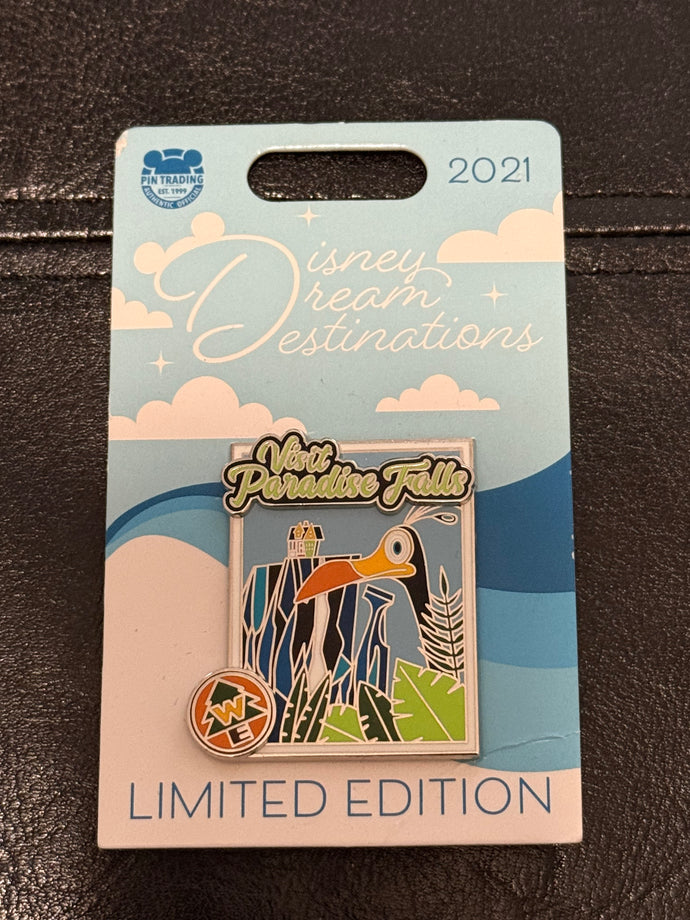 PIN TRADING
EST. 1999
AUTHENTIC OFFICIAL
2021
Disney
Dream
Destinations
Visit
Paradise Falls
W
E
LIMITED EDITION